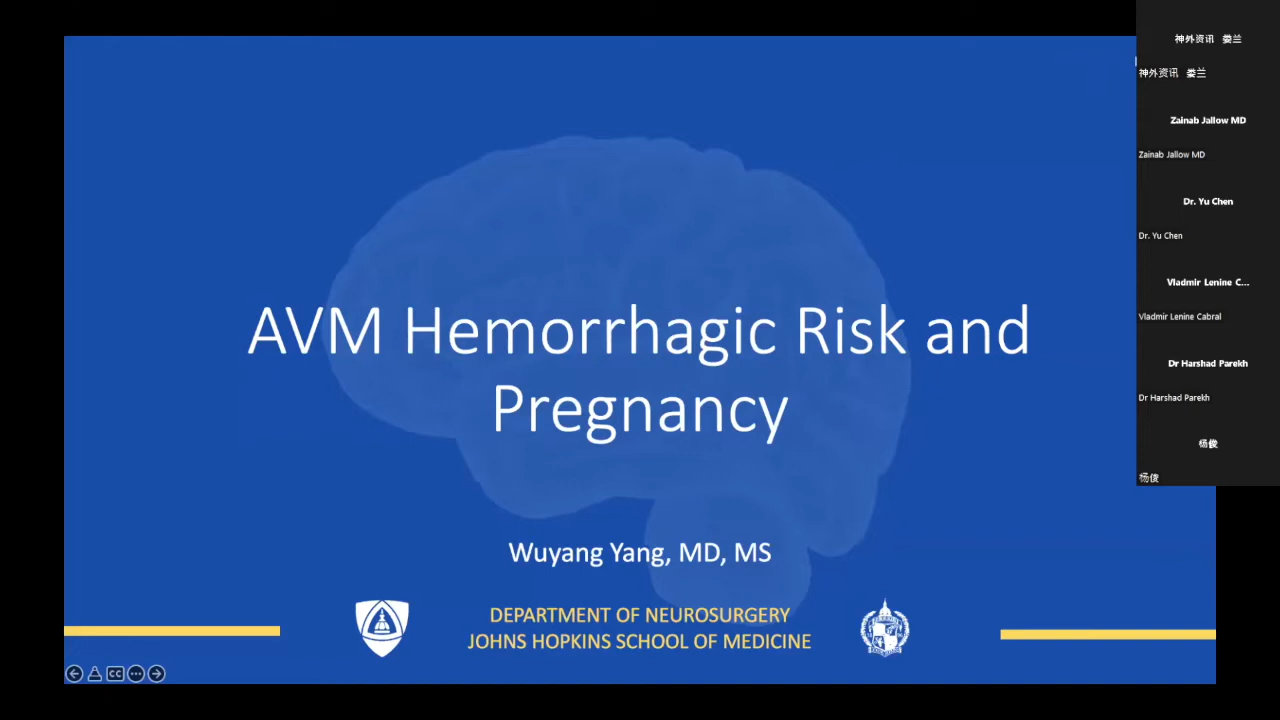 AVM Hemorrhagic Risk and
Pregnancy
Wuyang Yang, MD, MS
DEPARTMENT OF NEUROSURGERY
JOHNS HOPKINS SCHOOL OF MEDICINE
CC
神外资讯 娄兰
神外资讯 娄兰
Zainab Jallow MD
Zainab Jallow MD
Dr. Yu Chen
Dr. Yu Chen
Vladmir Lenine C...
Vladmir Lenine Cabral
Dr Harshad Parekh
Dr Harshad Parekh
杨俊
杨俊